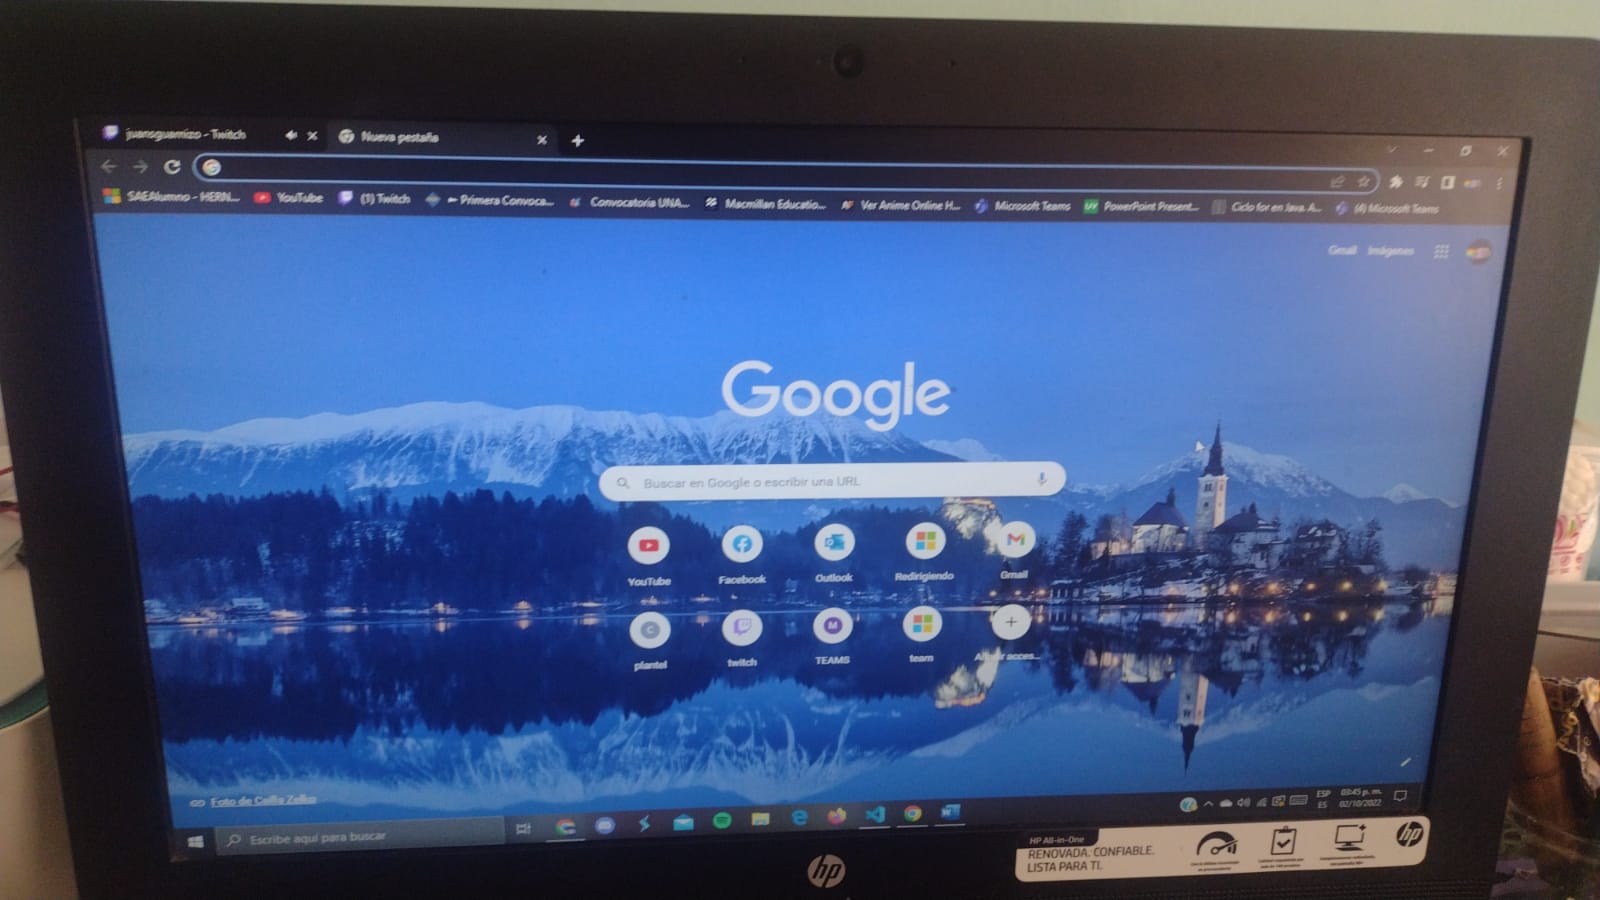 juansguarnizo - Twitch
Nueva pestaña
SAEAlumno - HERN...
YouTube
(1) Twitch
Primera Convoca...
Convocatoria UNA...
Macmillan Educatio...
Ver Anime Online H...
Microsoft Teams
PowerPoint Present...
Ciclo for en Java. A...
(4) Microsoft Teams
Gmail Imágenes
Google
Buscar en Google o escribir una URL
YouTube
Facebook
Outlook
Redirigiendo
Gmail
C
plantel
twitch
M
TEAMS
team
Añadir acces...
Foto de
Escribe aquí para buscar
ESP
ES
03:45 p. m.
02/10/2022
hp
HP All-in-One
RENOVADA. CONFIABLE.
LISTA PARA TI.
hp